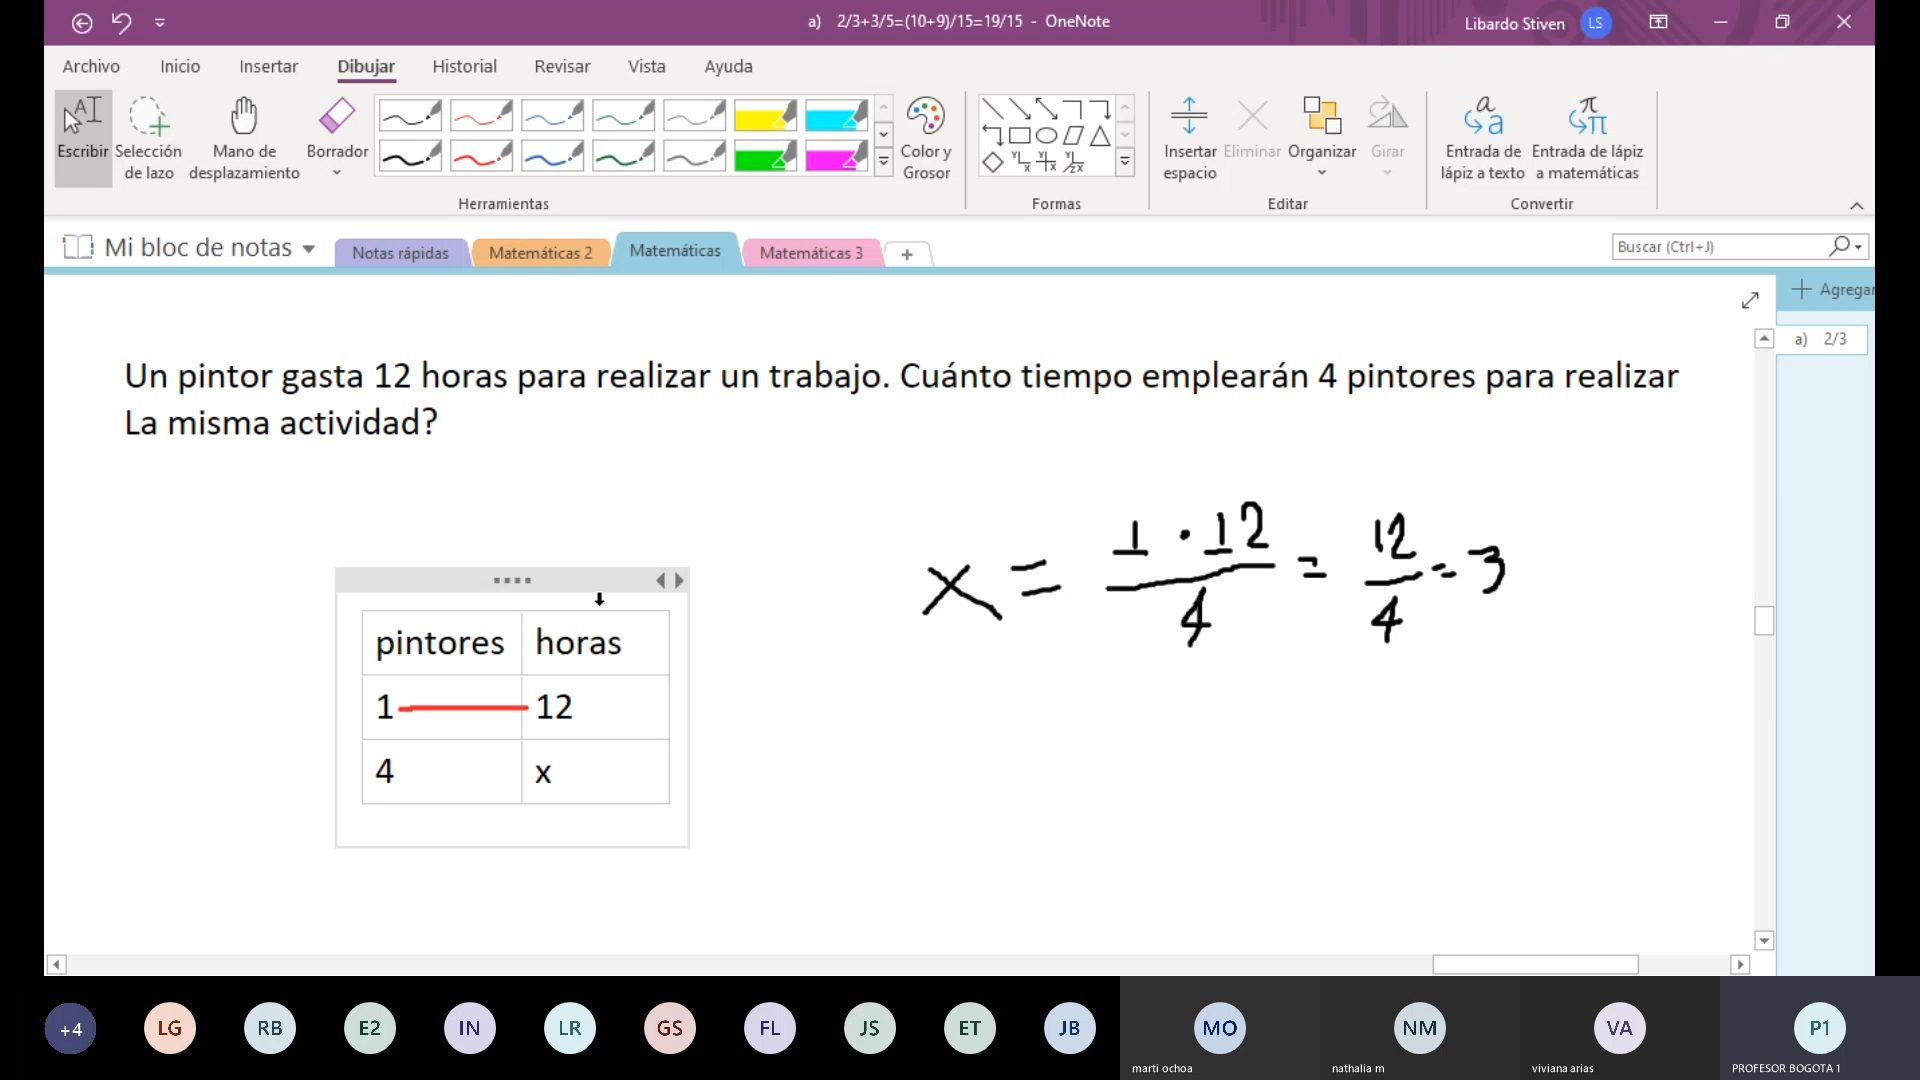 a) 2/3+3/5=(10+9)/15=19/15 - OneNote
Libardo Stiven LS
Archivo Inicio Insertar Dibujar Historial Revisar Vista Ayuda
Escribir
Selección de lazo
Mano de desplazamiento
Borrador
Color y Grosor
Insertar espacio
Eliminar
Organizar
Girar
Entrada de lápiz a texto
Entrada de lápiz a matemáticas
Herramientas Formas Editar Convertir
Mi bloc de notas
Notas rápidas Matemáticas 2 Matemáticas Matemáticas 3 +
Buscar (Ctrl+J)
Agregar
a) 2/3
Un pintor gasta 12 horas para realizar un trabajo. Cuánto tiempo emplearán 4 pintores para realizar
La misma actividad?
x = 1 · 12 / 4 = 12 / 4 = 3
pintores horas
1 12
4 x
+4 LG RB E2 IN LR GS FL JS ET JB MO NM VA P1
marti ochoa nathalia m viviana arias PROFESOR BOGOTA 1